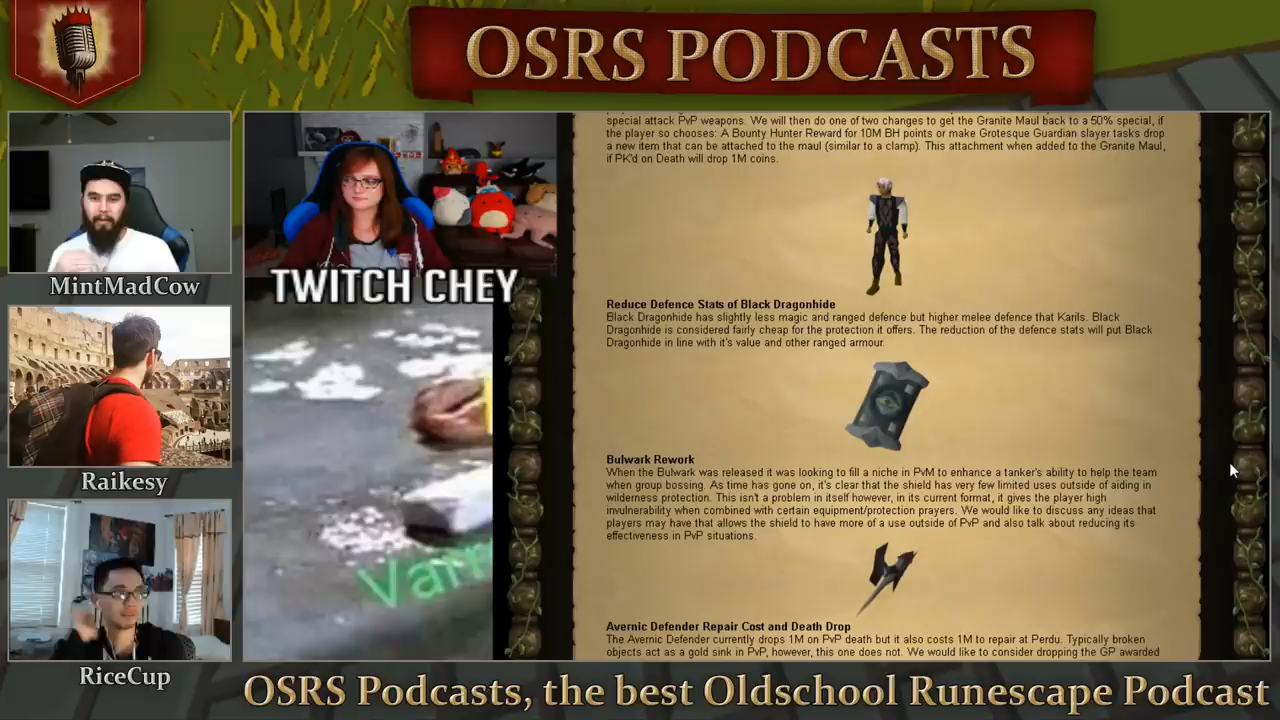 OSRS PODCASTS
MintMadCow
Raikesy
RiceCup
TWITCH CHEY
special attack PvP weapons. We will then do one of two changes to get the Granite Maul back to a 50% special, if
the player so chooses: A Bounty Hunter Reward for 10M BH points or make Grotesque Guardian slayer tasks drop
a new item that can be attached to the maul (similar to a clamp). This attachment when added to the Granite Maul,
if PK'd on Death will drop 1M coins.
Reduce Defence Stats of Black Dragonhide
Black Dragonhide has slightly less magic and ranged defence but higher melee defence that Karils. Black
Dragonhide is considered fairly cheap for the protection it offers. The reduction of the defence stats will put Black
Dragonhide in line with it's value and other ranged armour.
Bulwark Rework
When the Bulwark was released it was looking to fill a niche in PvM to enhance a tanker's ability to help the team
when group bossing. As time has gone on, it's clear that the shield has very few limited uses outside of aiding in
wilderness protection. This isn't a problem in itself however, in its current format, it gives the player high
invulnerability when combined with certain equipment/protection prayers. We would like to discuss any ideas that
players may have that allows the shield to have more of a use outside of PvP and also talk about reducing its
effectiveness in PvP situations.
Avernic Defender Repair Cost and Death Drop
The Avernic Defender currently drops 1M on PvP death but it also costs 1M to repair at Perdu. Typically broken
objects act as a gold sink in PvP, however, this one does not. We would like to consider dropping the GP awarded
OSRS Podcasts, the best Oldschool Runescape Podcast